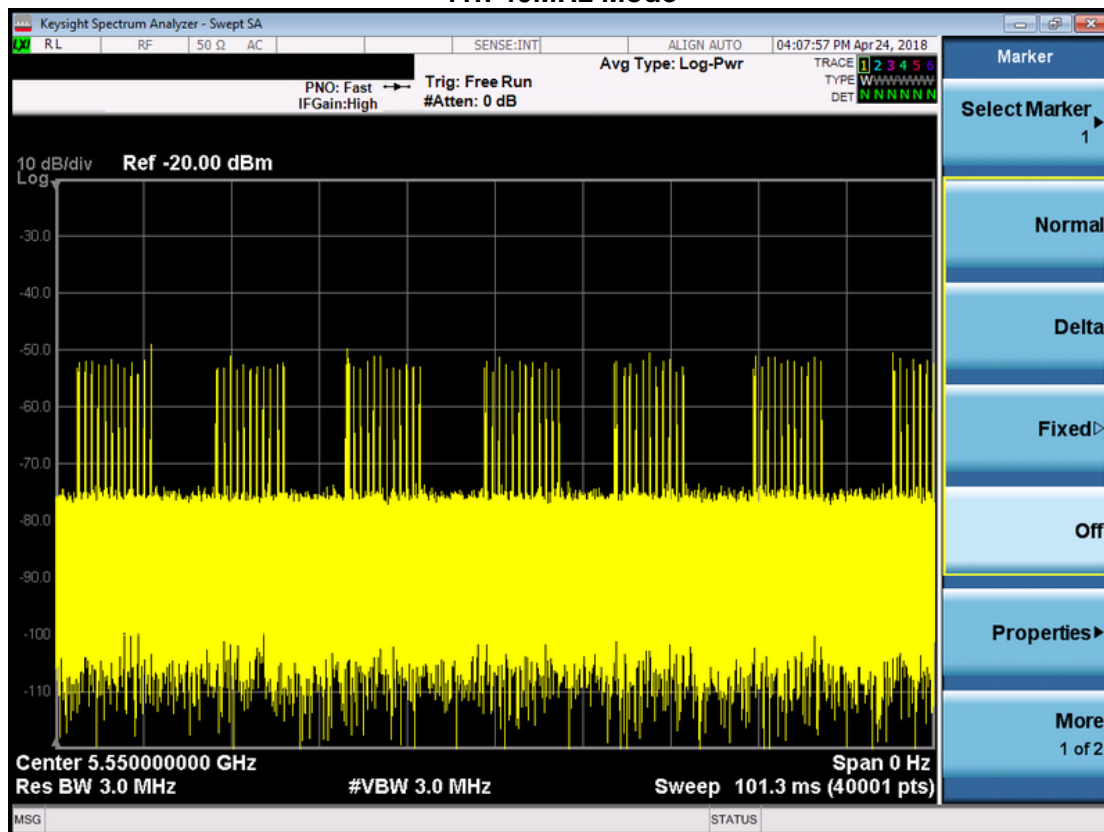 Keysight Spectrum Analyzer - Swept SA
LXI RL RF 50 Ω AC SENSE:INT ALIGN AUTO 04:07:57 PM Apr 24, 2018
Avg Type: Log-Pwr
TRACE 1 2 3 4 5 6
TYPE W
DET N N N N N N
PNO: Fast Trig: Free Run
IFGain:High #Atten: 0 dB
10 dB/div Ref -20.00 dBm
Log
-30.0
-40.0
-50.0
-60.0
-70.0
-80.0
-90.0
-100
-110
Center 5.550000000 GHz Span 0 Hz
Res BW 3.0 MHz #VBW 3.0 MHz Sweep 101.3 ms (40001 pts)
MSG STATUS
Marker
Select Marker
1
Normal
Delta
Fixed
Off
Properties
More
1 of 2